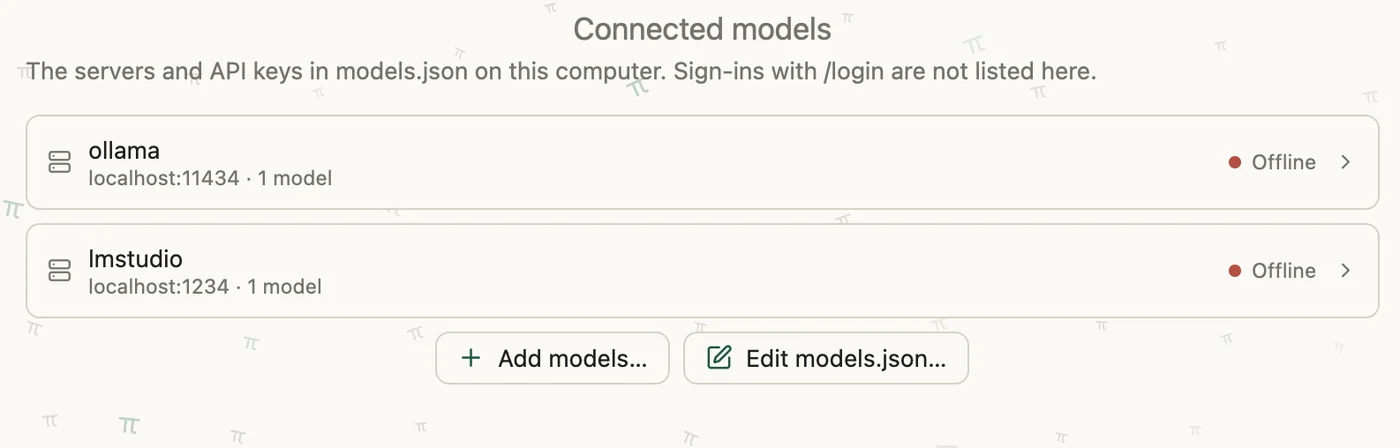 Connected models
The servers and API keys in models.json on this computer. Sign-ins with /login are not listed here.
ollama
localhost:11434 · 1 model
Offline
lmstudio
localhost:1234 · 1 model
Offline
Add models...
Edit models.json...